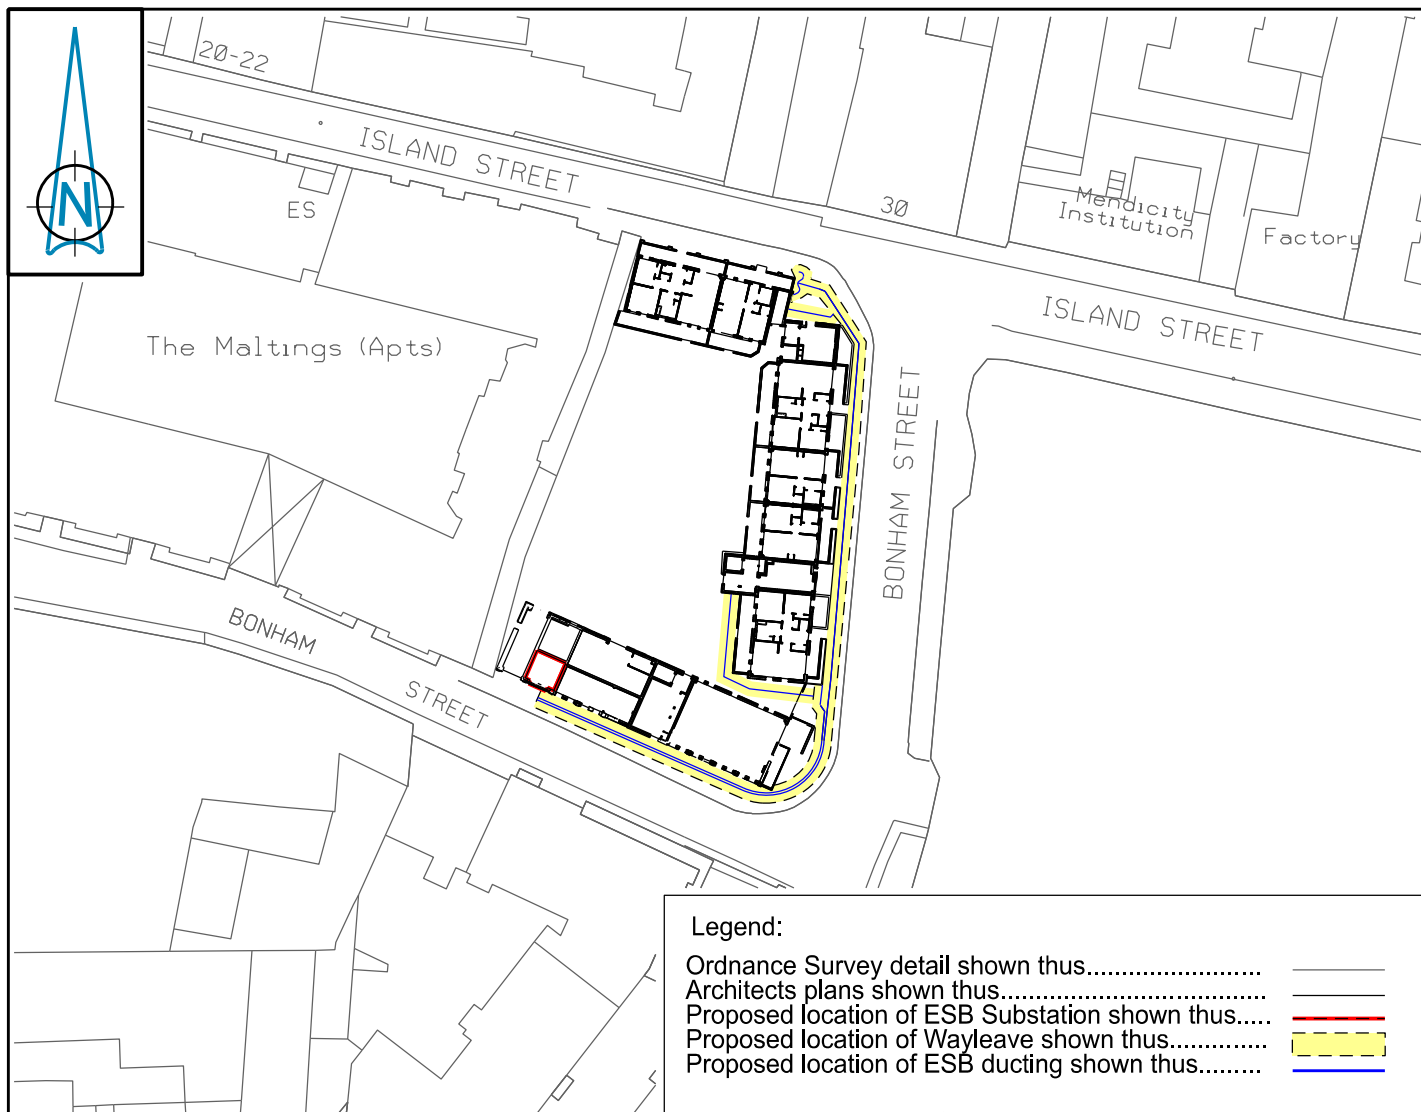 20-22
ISLAND STREET
N
ES
30
Mendicity
Institution
Factory
ISLAND STREET
The Maltings (Apts)
BONHAM STREET
BONHAM
STREET
Legend:
Ordnance Survey detail shown thus.........................
Architects plans shown thus......................................
Proposed location of ESB Substation shown thus.....
Proposed location of Wayleave shown thus..............
Proposed location of ESB ducting shown thus.........